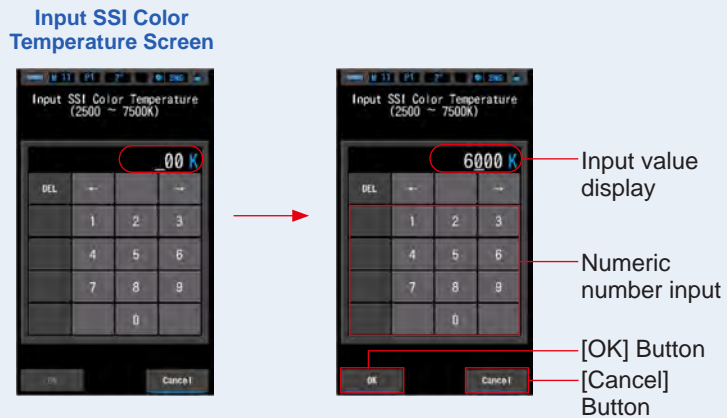 Input SSI Color
Temperature Screen
Input SSI Color Temperature
(2500 ~ 7500K)
_00 K
DEL ← →
1 2 3
4 5 6
7 8 9
0
OK Cancel
Input SSI Color Temperature
(2500 ~ 7500K)
6000 K
DEL ← →
1 2 3
4 5 6
7 8 9
0
OK Cancel
Input value
display
Numeric
number input
[OK] Button
[Cancel]
Button